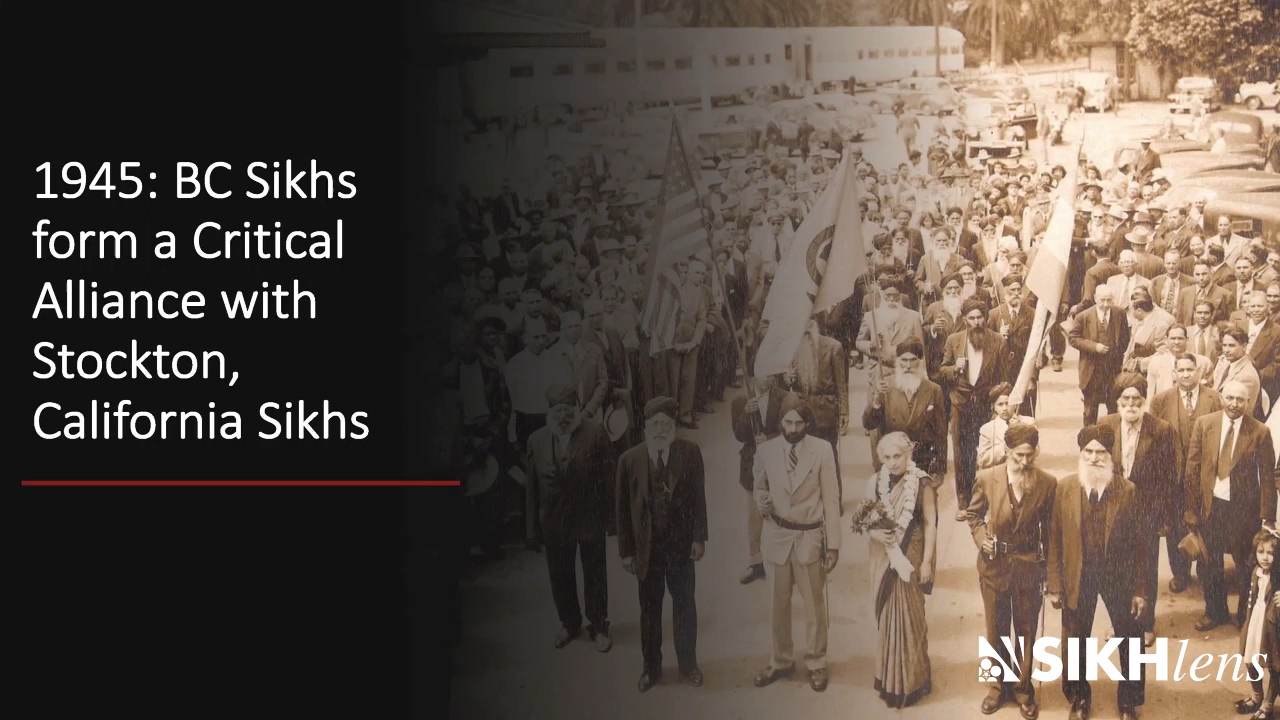 1945: BC Sikhs
form a Critical
Alliance with
Stockton,
California Sikhs
SIKHlens